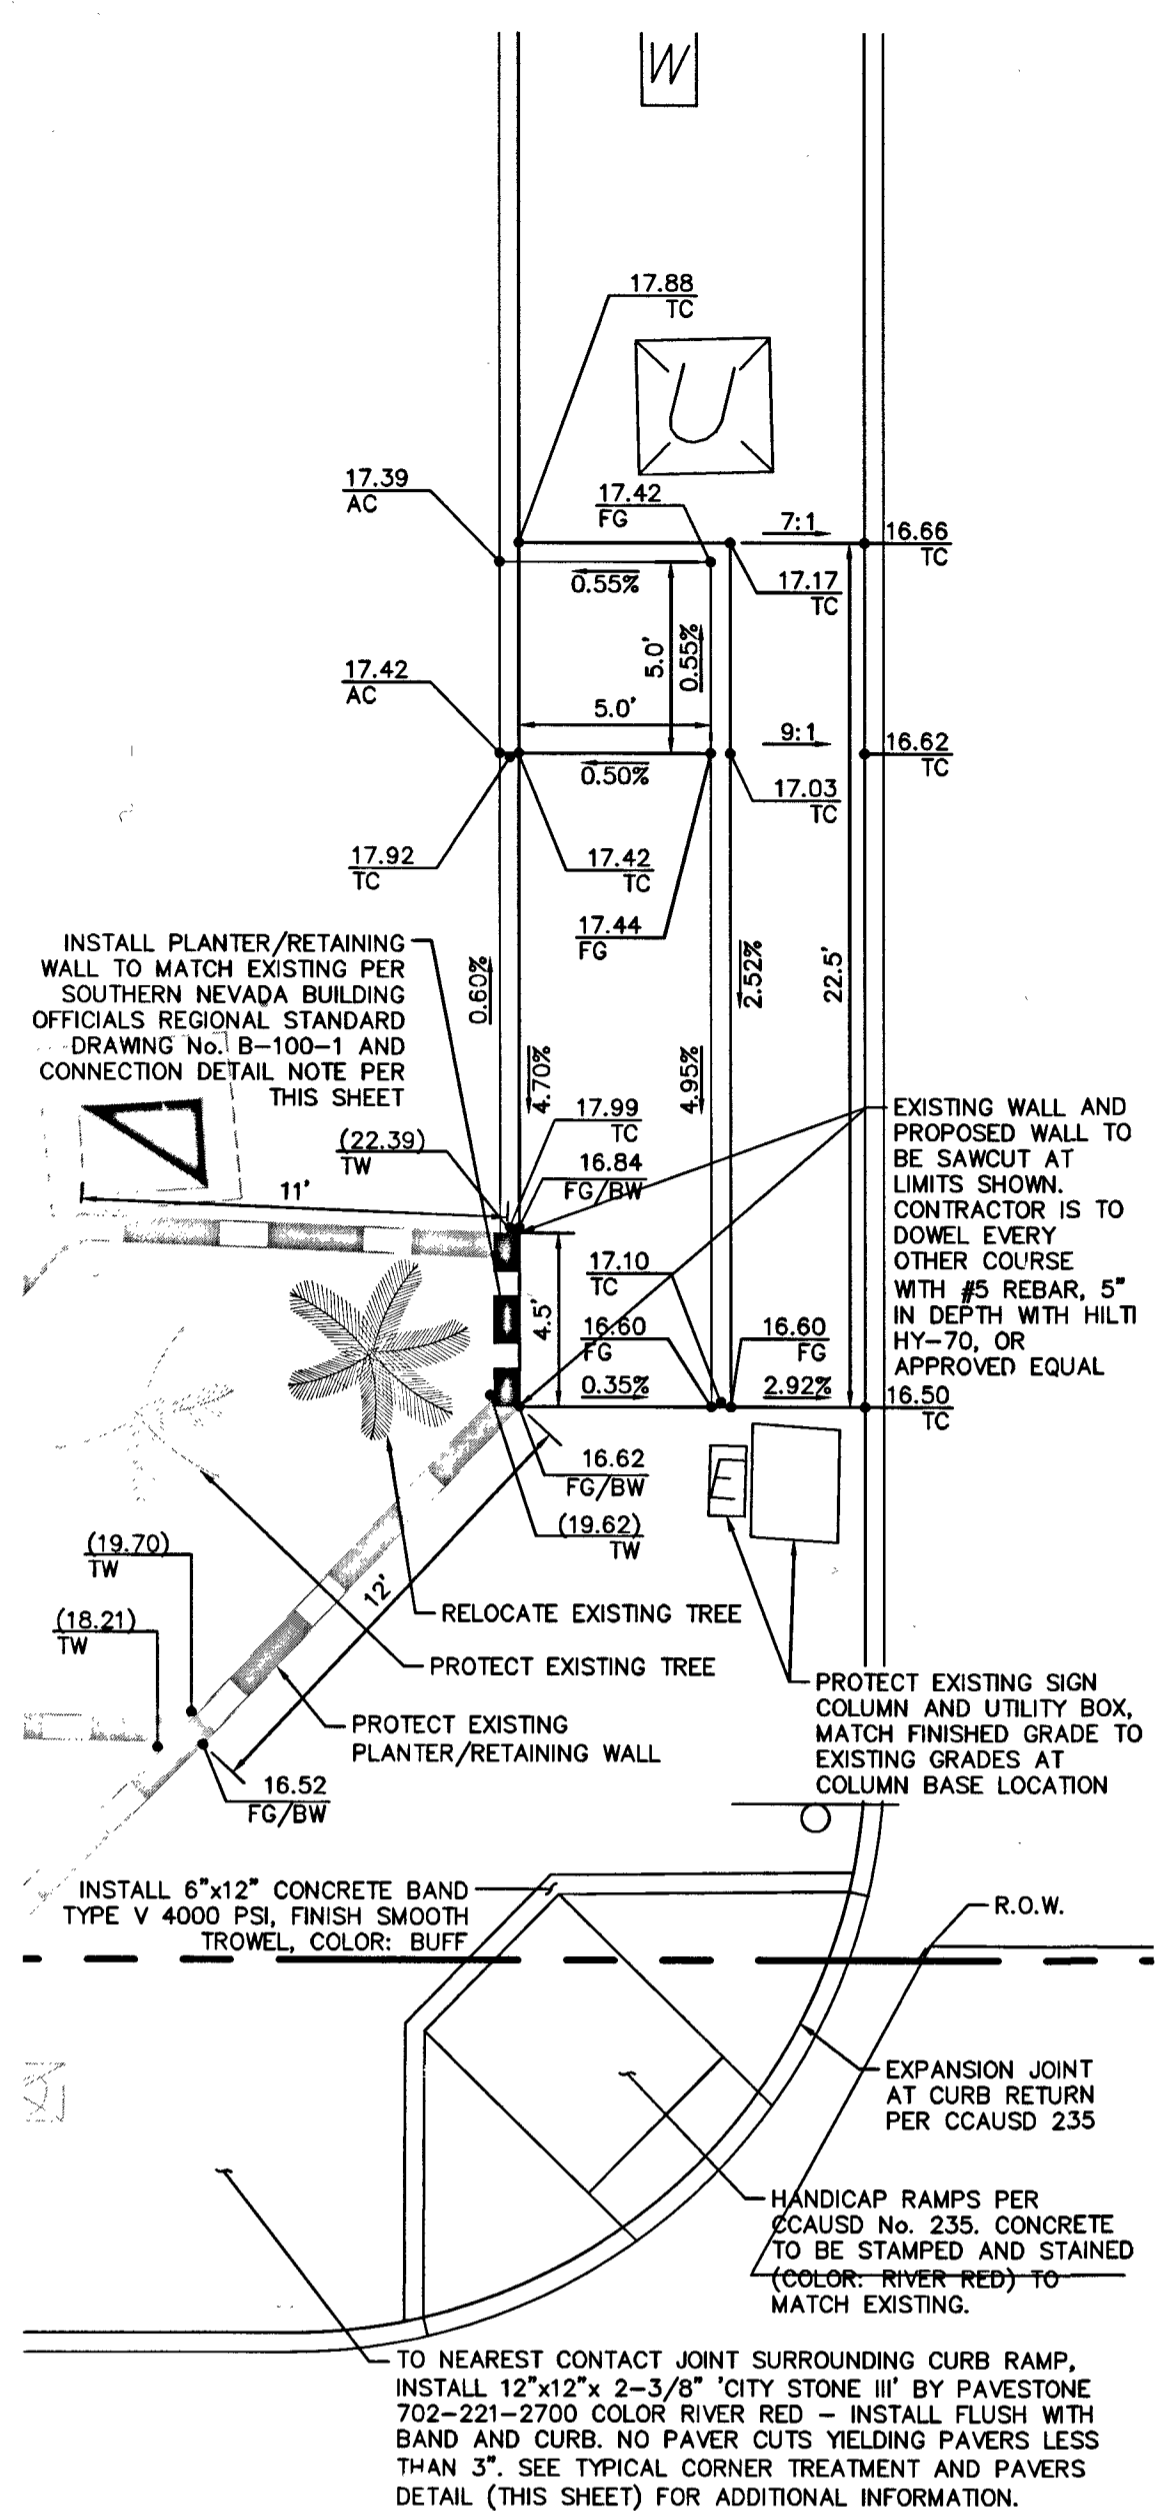 W
17.88
TC
U
17.39
AC
17.42
FG
7:1
16.66
TC
0.55%
17.17
TC
5.0'
0.55%
17.42
AC
5.0'
9:1
16.62
TC
0.50%
17.03
TC
17.92
TC
17.42
TC
17.44
FG
INSTALL PLANTER/RETAINING
WALL TO MATCH EXISTING PER
SOUTHERN NEVADA BUILDING
OFFICIALS REGIONAL STANDARD
DRAWING No. B-100-1 AND
CONNECTION DETAIL NOTE PER
THIS SHEET
0.60%
2.52%
22.5'
4.70%
4.95%
17.99
TC
(22.39)
TW
16.84
FG/BW
11'
EXISTING WALL AND
PROPOSED WALL TO
BE SAWCUT AT
LIMITS SHOWN.
CONTRACTOR IS TO
DOWEL EVERY
OTHER COURSE
WITH #5 REBAR, 5"
IN DEPTH WITH HILTI
HY-70, OR
APPROVED EQUAL
17.10
TC
4.5'
16.60
FG
16.60
FG
0.35%
2.92%
16.50
TC
16.62
FG/BW
E
(19.62)
TW
(19.70)
TW
12'
(18.21)
TW
RELOCATE EXISTING TREE
PROTECT EXISTING TREE
PROTECT EXISTING SIGN
COLUMN AND UTILITY BOX,
MATCH FINISHED GRADE TO
EXISTING GRADES AT
COLUMN BASE LOCATION
PROTECT EXISTING
PLANTER/RETAINING WALL
16.52
FG/BW
INSTALL 6"x12" CONCRETE BAND
TYPE V 4000 PSI, FINISH SMOOTH
TROWEL, COLOR: BUFF
R.O.W.
EXPANSION JOINT
AT CURB RETURN
PER CCAUSD 235
HANDICAP RAMPS PER
CCAUSD No. 235. CONCRETE
TO BE STAMPED AND STAINED
(COLOR: RIVER RED) TO
MATCH EXISTING.
TO NEAREST CONTACT JOINT SURROUNDING CURB RAMP,
INSTALL 12"x12"x 2-3/8" 'CITY STONE III' BY PAVESTONE
702-221-2700 COLOR RIVER RED - INSTALL FLUSH WITH
BAND AND CURB. NO PAVER CUTS YIELDING PAVERS LESS
THAN 3". SEE TYPICAL CORNER TREATMENT AND PAVERS
DETAIL (THIS SHEET) FOR ADDITIONAL INFORMATION.